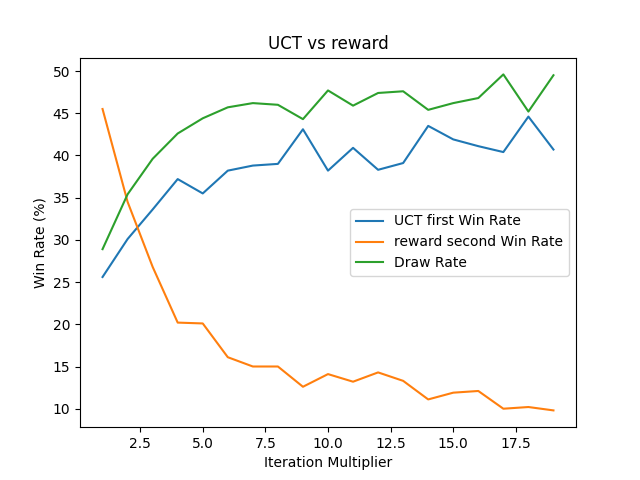 UCT vs reward
Win Rate (%)
50
45
40
35
30
25
20
15
10
UCT first Win Rate
reward second Win Rate
Draw Rate
2.5 5.0 7.5 10.0 12.5 15.0 17.5
Iteration Multiplier